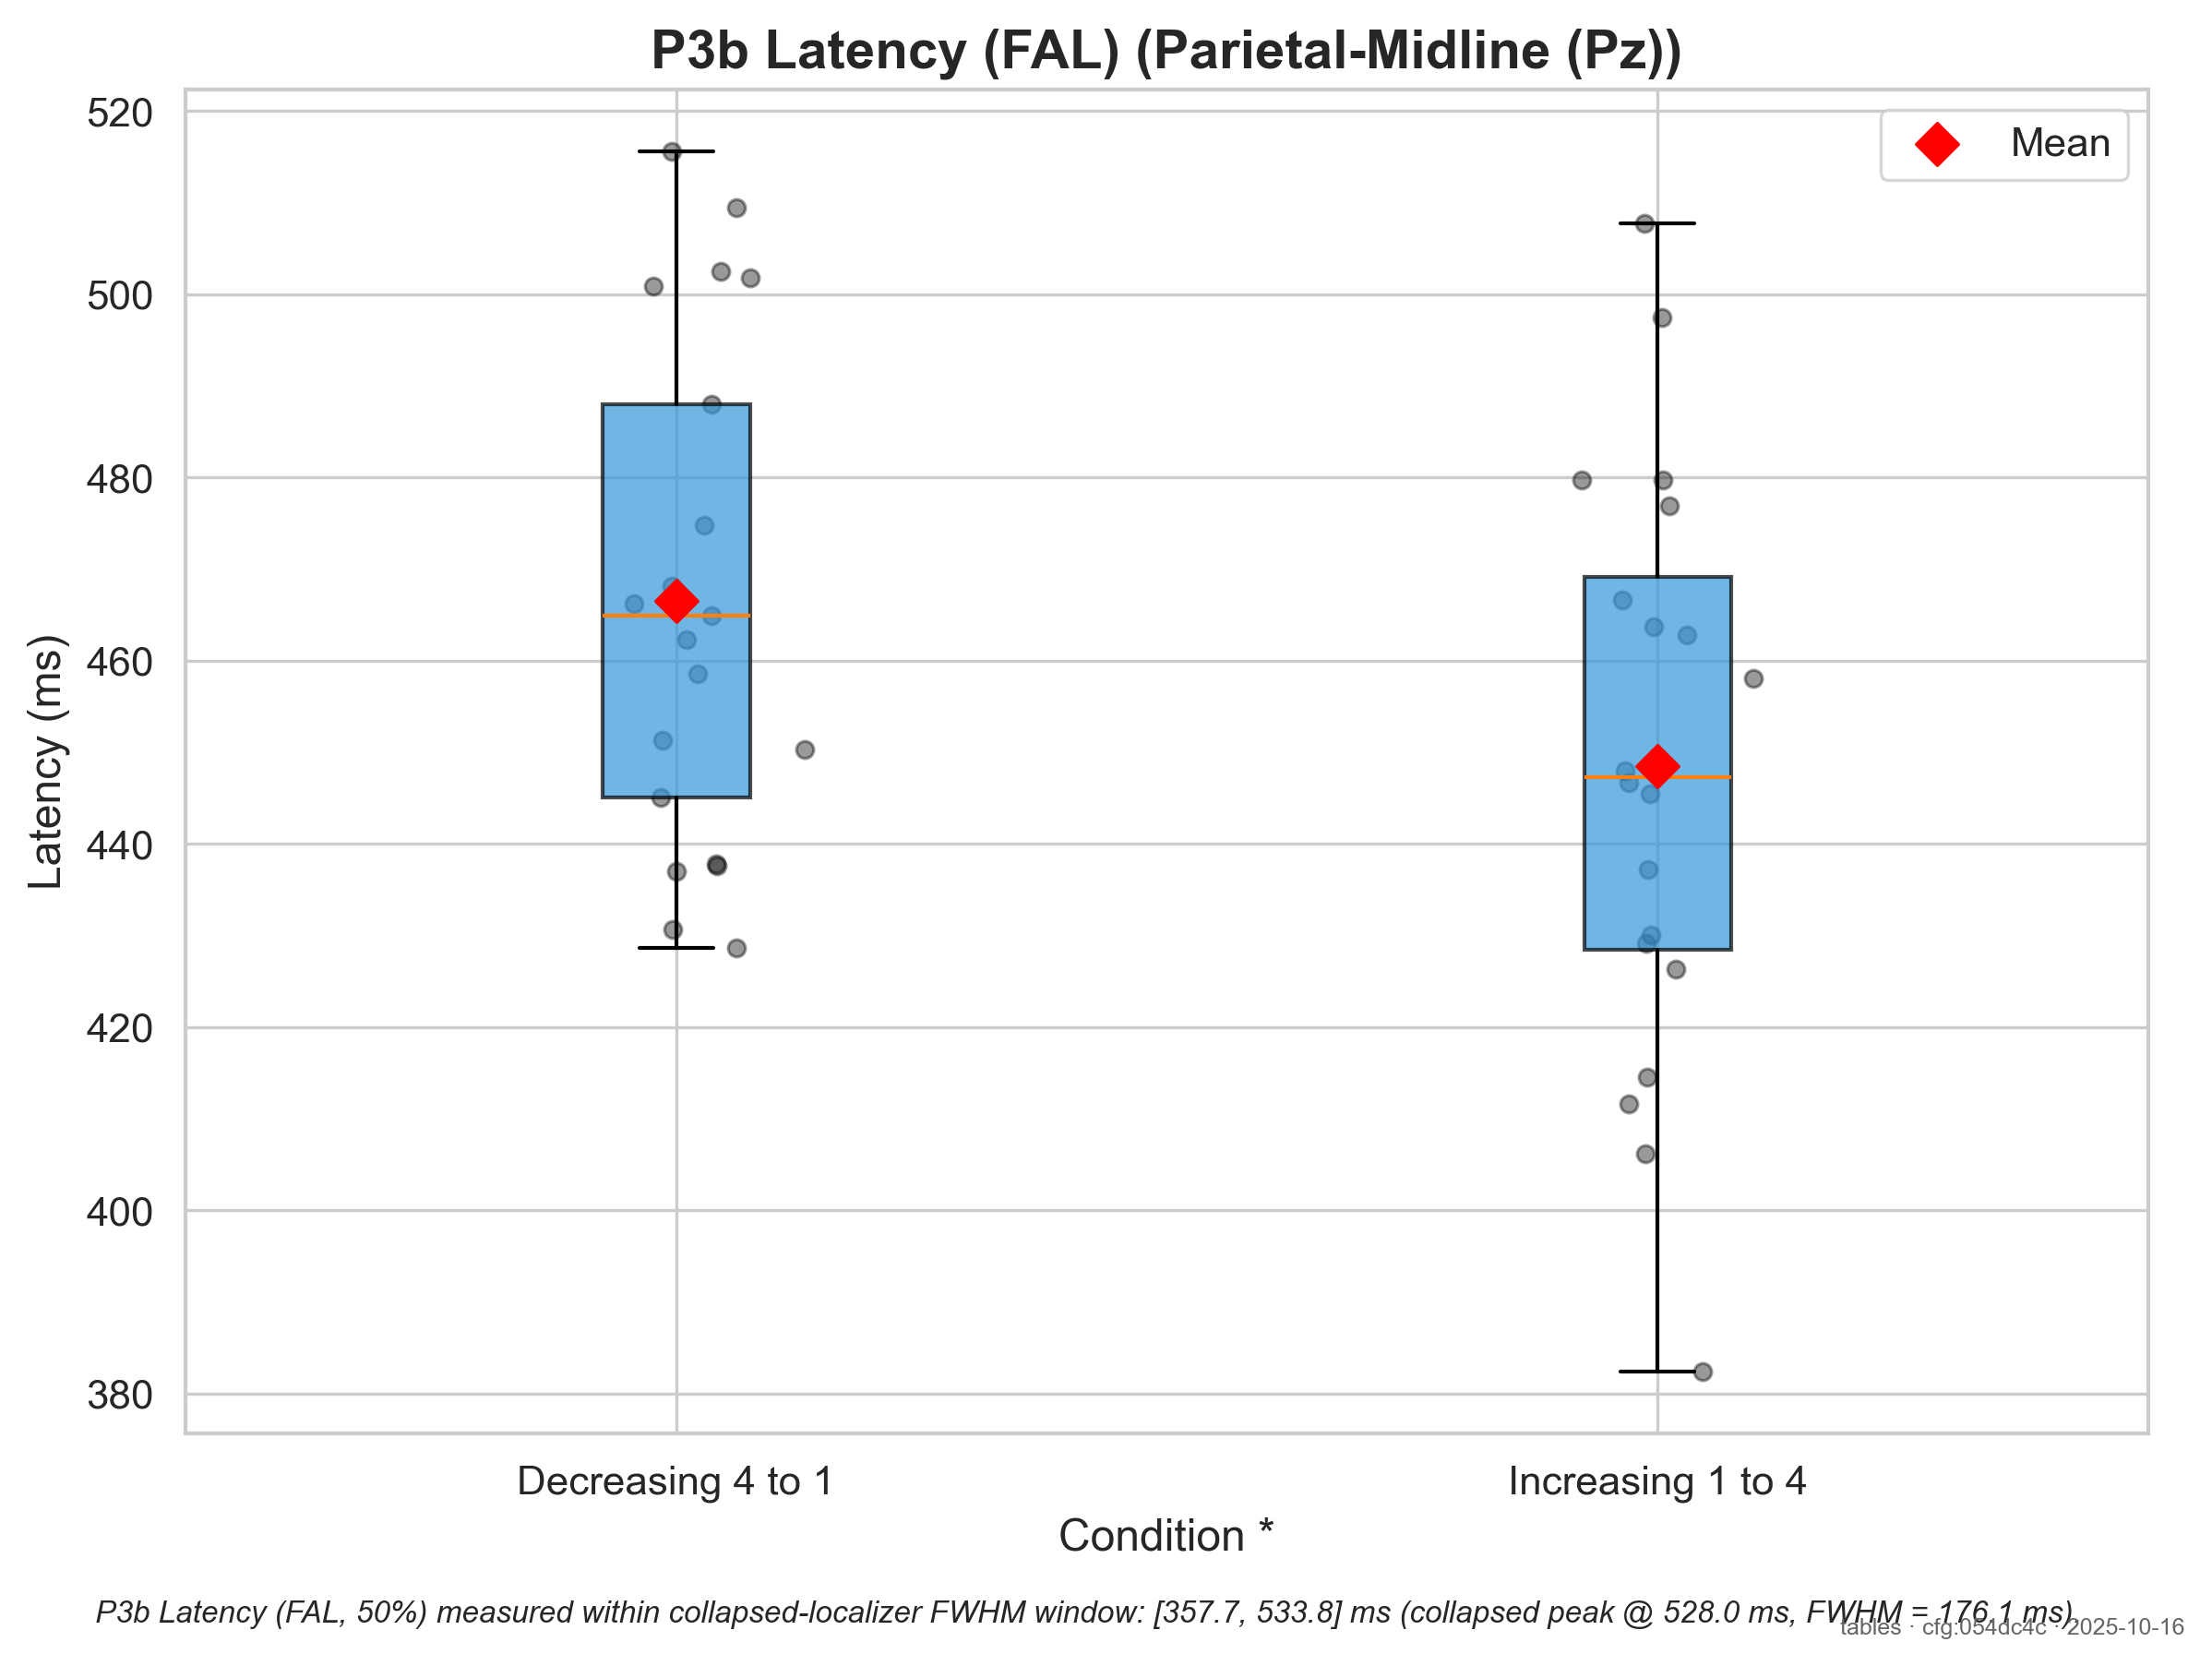 P3b Latency (FAL) (Parietal-Midline (Pz))
Mean
520
500
480
460
440
420
400
380
Latency (ms)
Decreasing 4 to 1
Increasing 1 to 4
Condition *
P3b Latency (FAL, 50%) measured within collapsed-localizer FWHM window: [357.7, 533.8] ms (collapsed peak @ 528.0 ms, FWHM = 176.1 ms)
tables · cfg:054dc4c · 2025-10-16